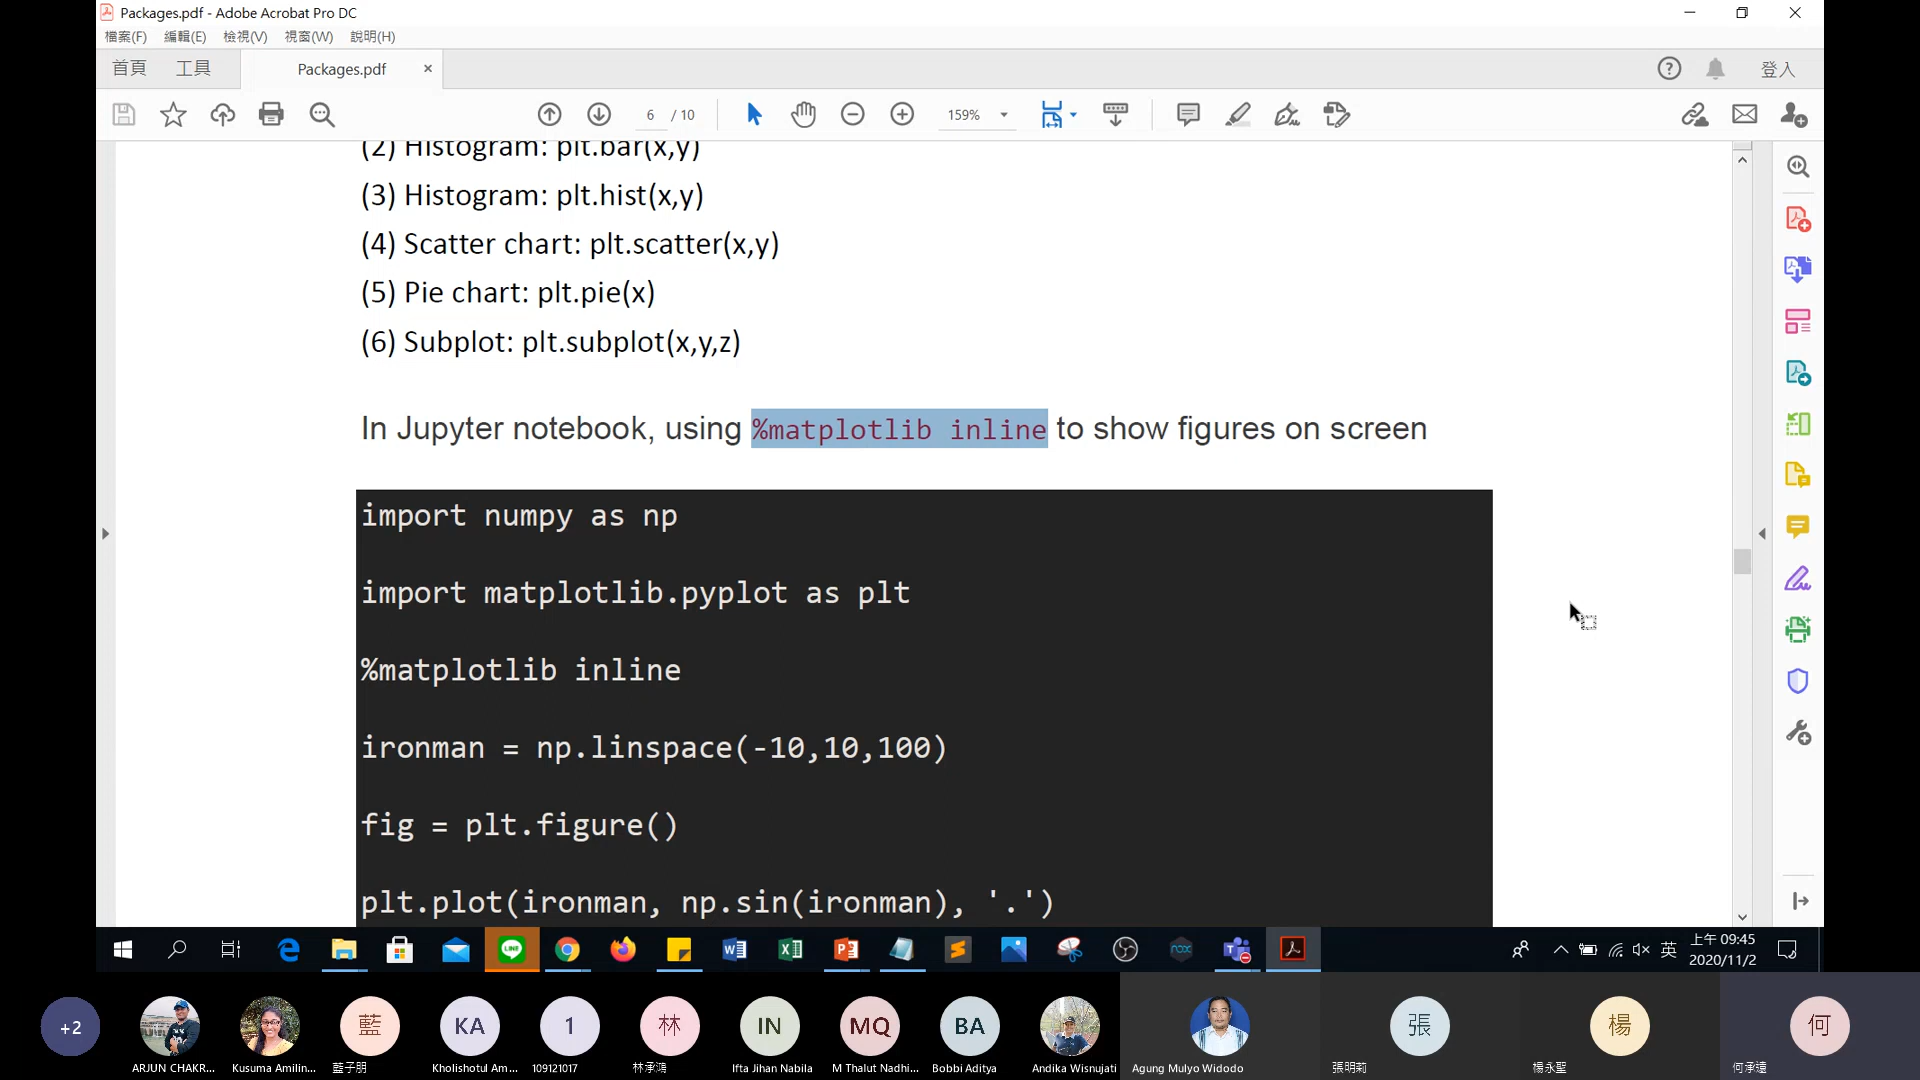 Packages.pdf - Adobe Acrobat Pro DC
檔案(F) 編輯(E) 檢視(V) 視窗(W) 說明(H)
首頁 工具 Packages.pdf × 登入
6 / 10 159%
(2) Histogram: plt.bar(x,y)
(3) Histogram: plt.hist(x,y)
(4) Scatter chart: plt.scatter(x,y)
(5) Pie chart: plt.pie(x)
(6) Subplot: plt.subplot(x,y,z)
In Jupyter notebook, using %matplotlib inline to show figures on screen
import numpy as np
import matplotlib.pyplot as plt
%matplotlib inline
ironman = np.linspace(-10,10,100)
fig = plt.figure()
plt.plot(ironman, np.sin(ironman), '.')
LINE
nox
英
上午 09:45
2020/11/2
+2 藍 KA 1 林 IN MQ BA 張 楊 何
ARJUN CHAKR... Kusuma Amilin... 藍子朋 Kholishotul Am... 109121017 林承鴻 Ifta Jihan Nabila M Thalut Nadhi... Bobbi Aditya Andika Wisnujati Agung Mulyo Widodo 張明莉 楊永聖 何承遠